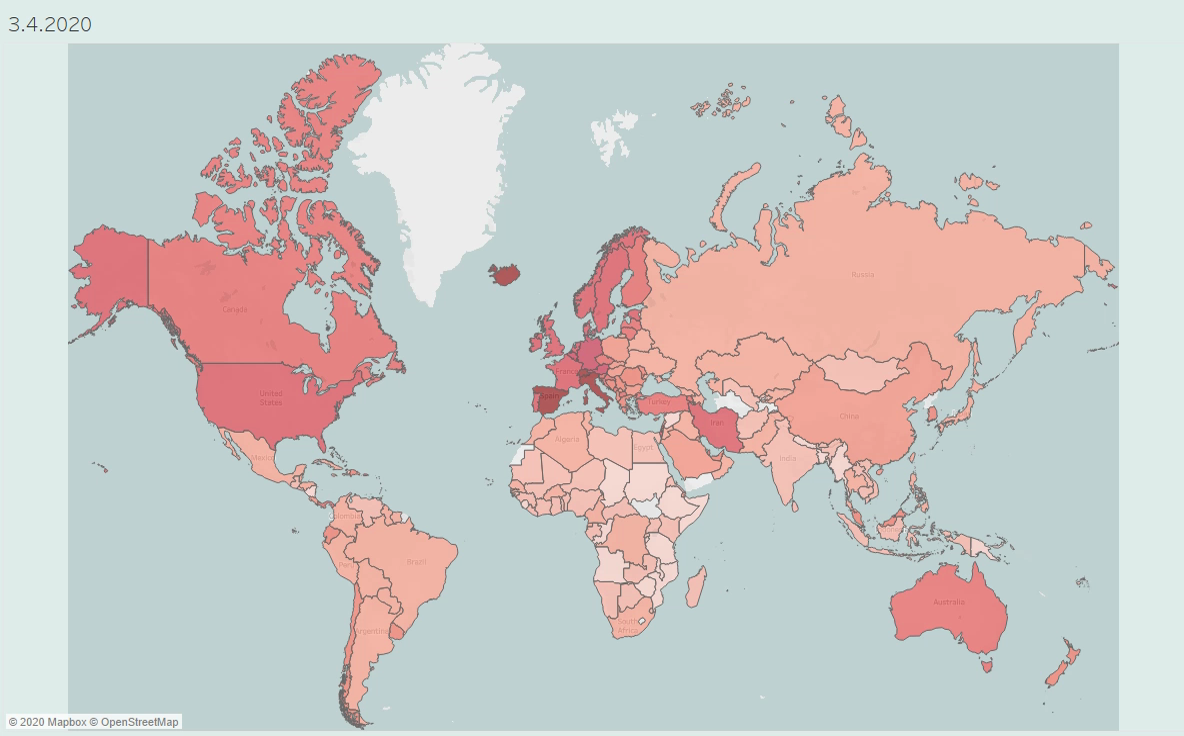 3.4.2020
Canada
Russia
United
States
France
Spain
Turkey
Iran
China
Algeria
Egypt
Mexico
India
Colombia
Brazil
Peru
Australia
Argentina
South
Africa
© 2020 Mapbox © OpenStreetMap